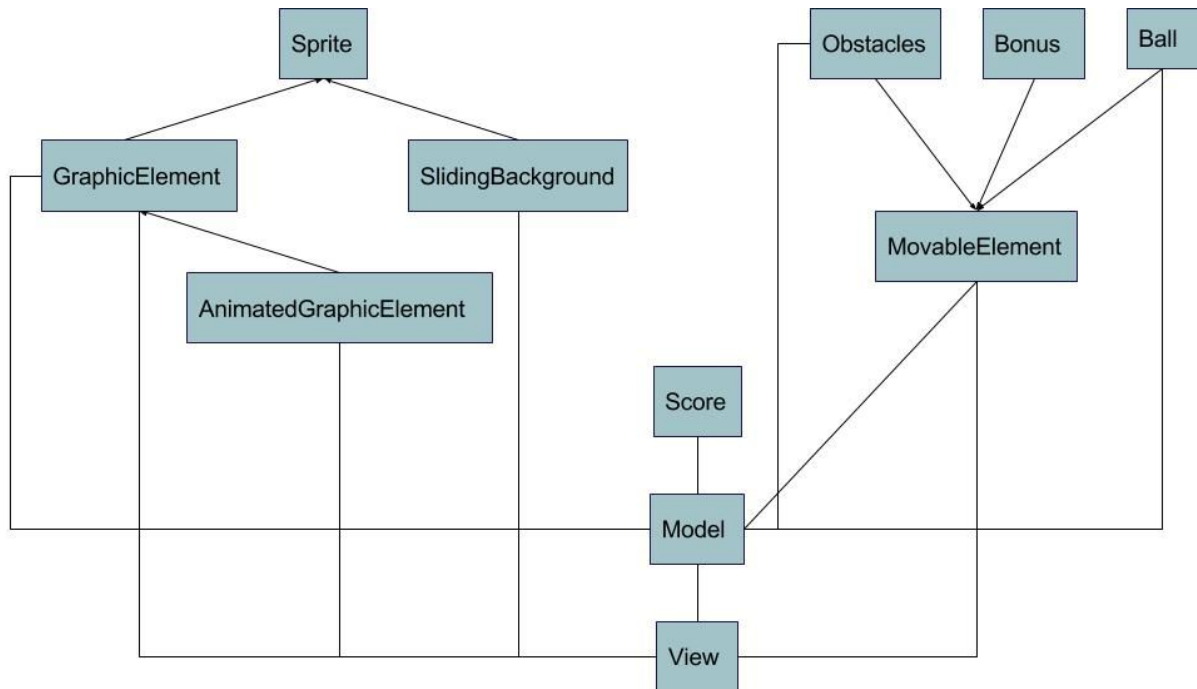 Sprite
Obstacles
Bonus
Ball
GraphicElement
SlidingBackground
MovableElement
AnimatedGraphicElement
Score
Model
View